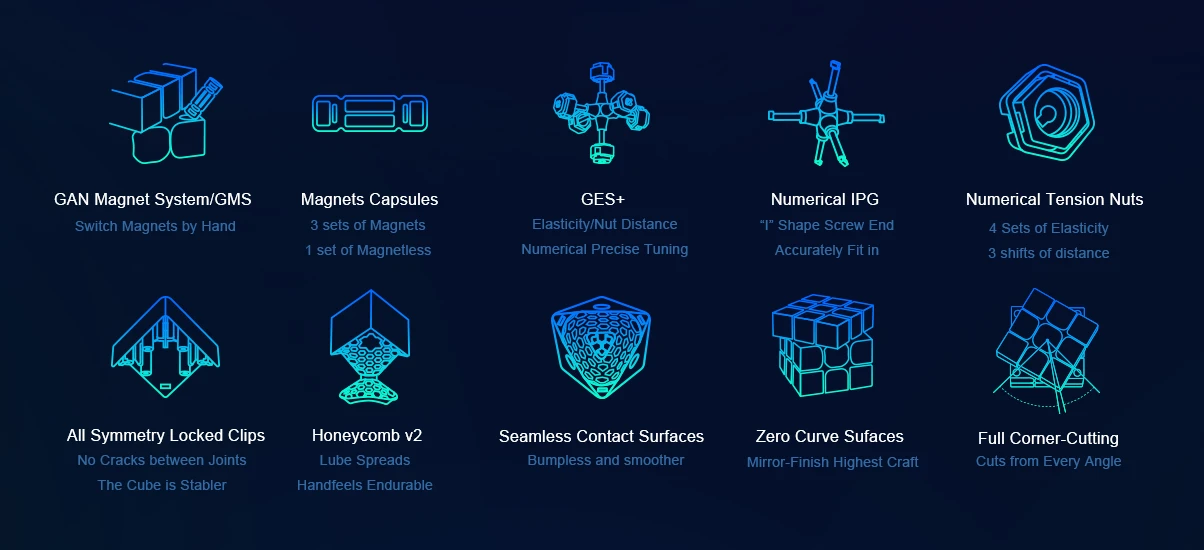 GAN Magnet System/GMS
Switch Magnets by Hand
Magnets Capsules
3 sets of Magnets
1 set of Magnetless
GES+
Elasticity/Nut Distance
Numerical Precise Tuning
Numerical IPG
“I” Shape Screw End
Accurately Fit in
Numerical Tension Nuts
4 Sets of Elasticity
3 shifts of distance
All Symmetry Locked Clips
No Cracks between Joints
The Cube is Stabler
Honeycomb v2
Lube Spreads
Handfeels Endurable
Seamless Contact Surfaces
Bumpless and smoother
Zero Curve Sufaces
Mirror-Finish Highest Craft
Full Corner-Cutting
Cuts from Every Angle